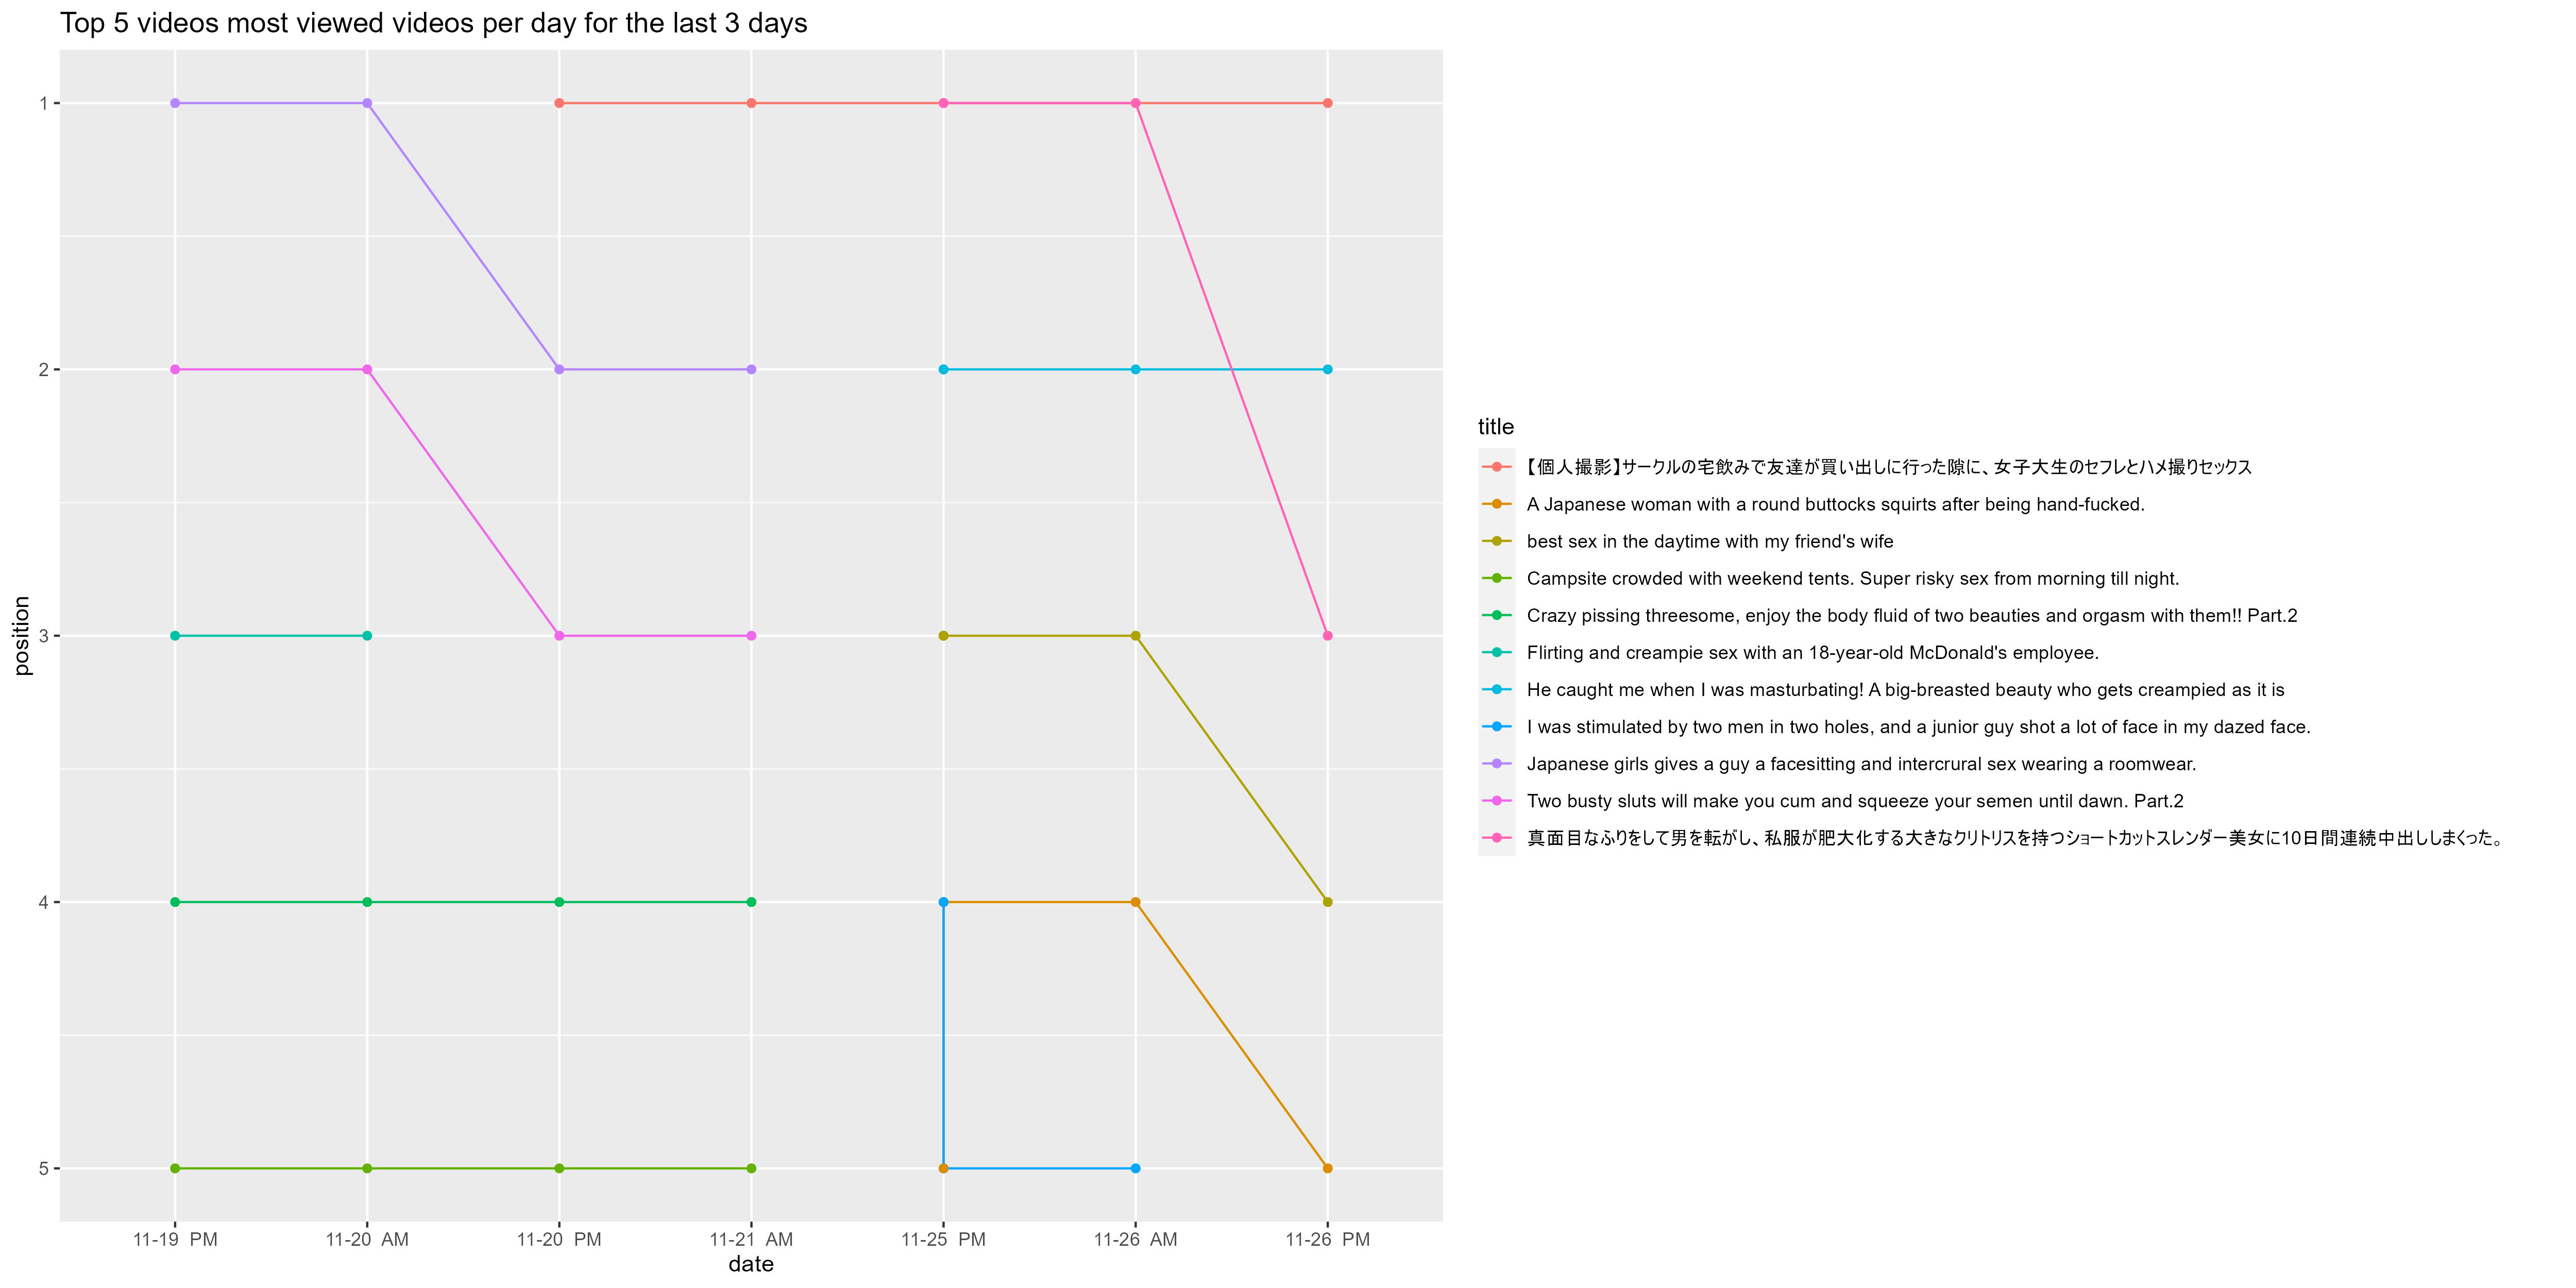 Top 5 videos most viewed videos per day for the last 3 days
1
2
3
4
5
position
11-19 PM
11-20 AM
11-20 PM
11-21 AM
11-25 PM
11-26 AM
11-26 PM
date
title
【個人撮影】サークルの宅飲みで友達が買い出しに行った隙に、女子大生のセフレとハメ撮りセックス
A Japanese woman with a round buttocks squirts after being hand-fucked.
best sex in the daytime with my friend's wife
Campsite crowded with weekend tents. Super risky sex from morning till night.
Crazy pissing threesome, enjoy the body fluid of two beauties and orgasm with them!! Part.2
Flirting and creampie sex with an 18-year-old McDonald's employee.
He caught me when I was masturbating! A big-breasted beauty who gets creampied as it is
I was stimulated by two men in two holes, and a junior guy shot a lot of face in my dazed face.
Japanese girls gives a guy a facesitting and intercrural sex wearing a roomwear.
Two busty sluts will make you cum and squeeze your semen until dawn. Part.2
真面目なふりをして男を転がし、私服が肥大化する大きなクリトリスを持つショートカットスレンダー美女に10日間連続中出ししまくった。